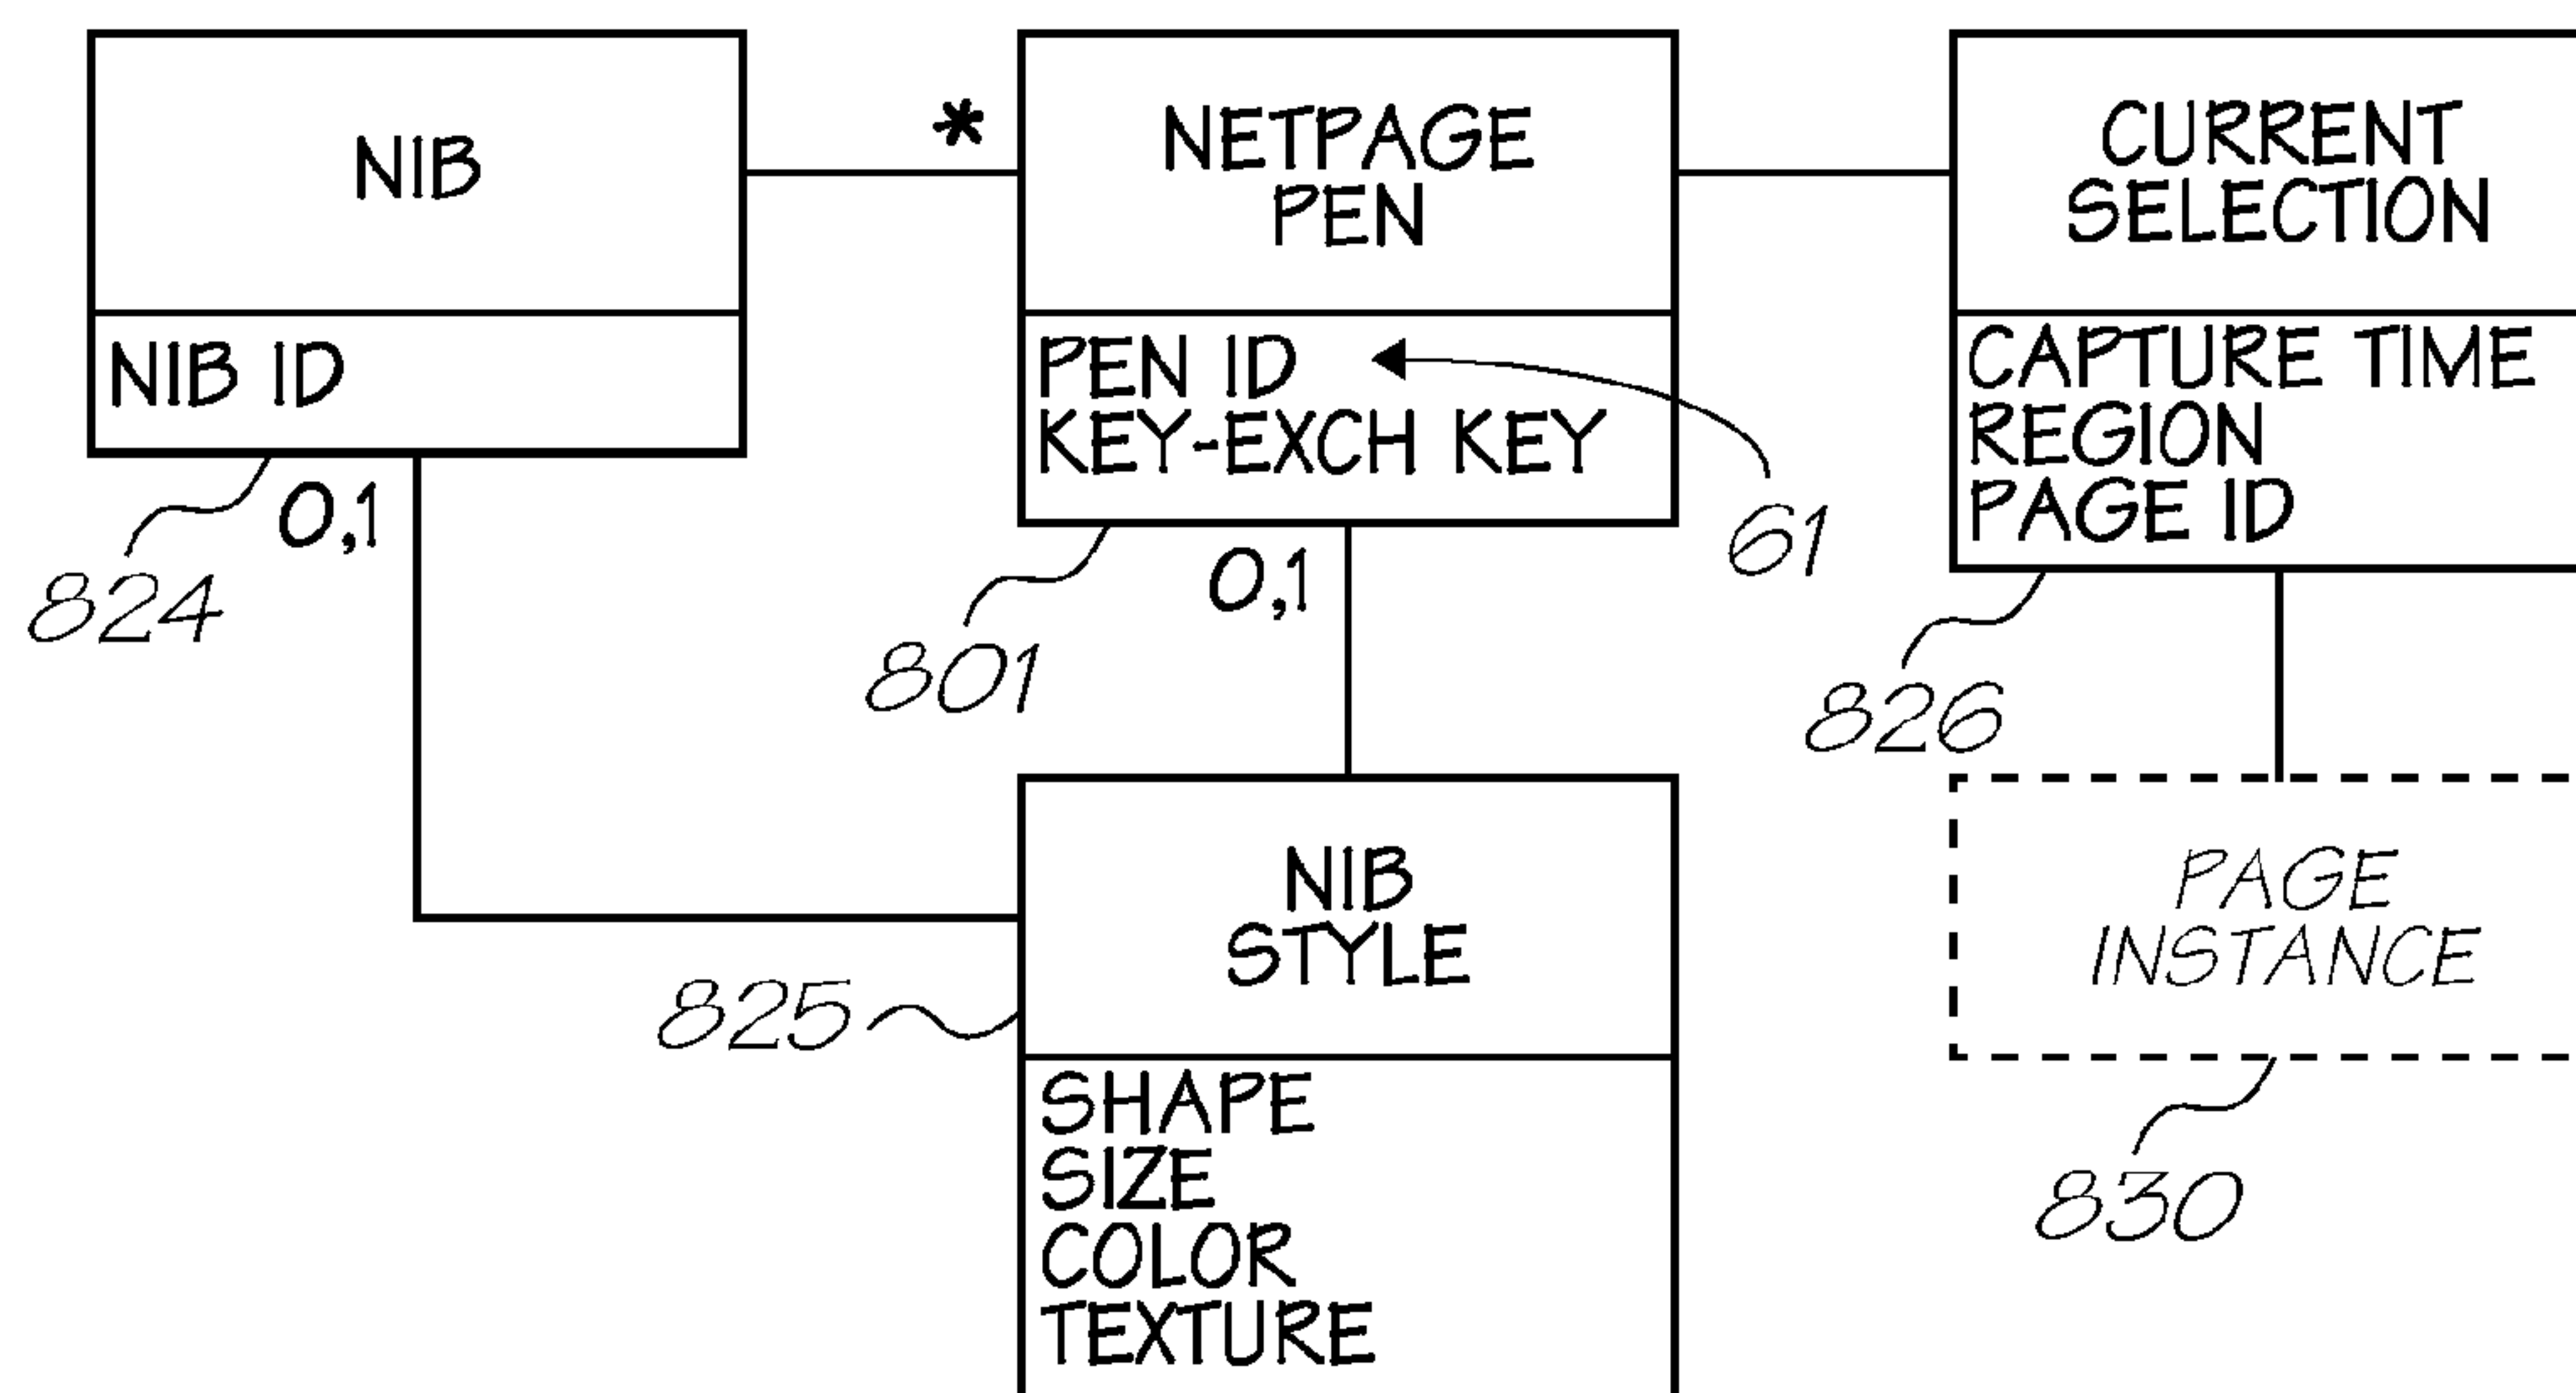 NIB
NIB ID
0,1
824
*
NETPAGE
PEN
PEN ID
KEY-EXCH KEY
61
0,1
801
CURRENT
SELECTION
CAPTURE TIME
REGION
PAGE ID
826
NIB
STYLE
825
SHAPE
SIZE
COLOR
TEXTURE
PAGE
INSTANCE
830